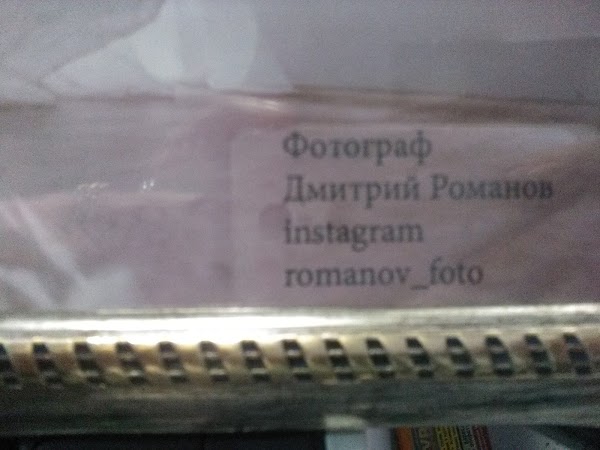 Фотограф
Дмитрий Романов
instagram
romanov_foto